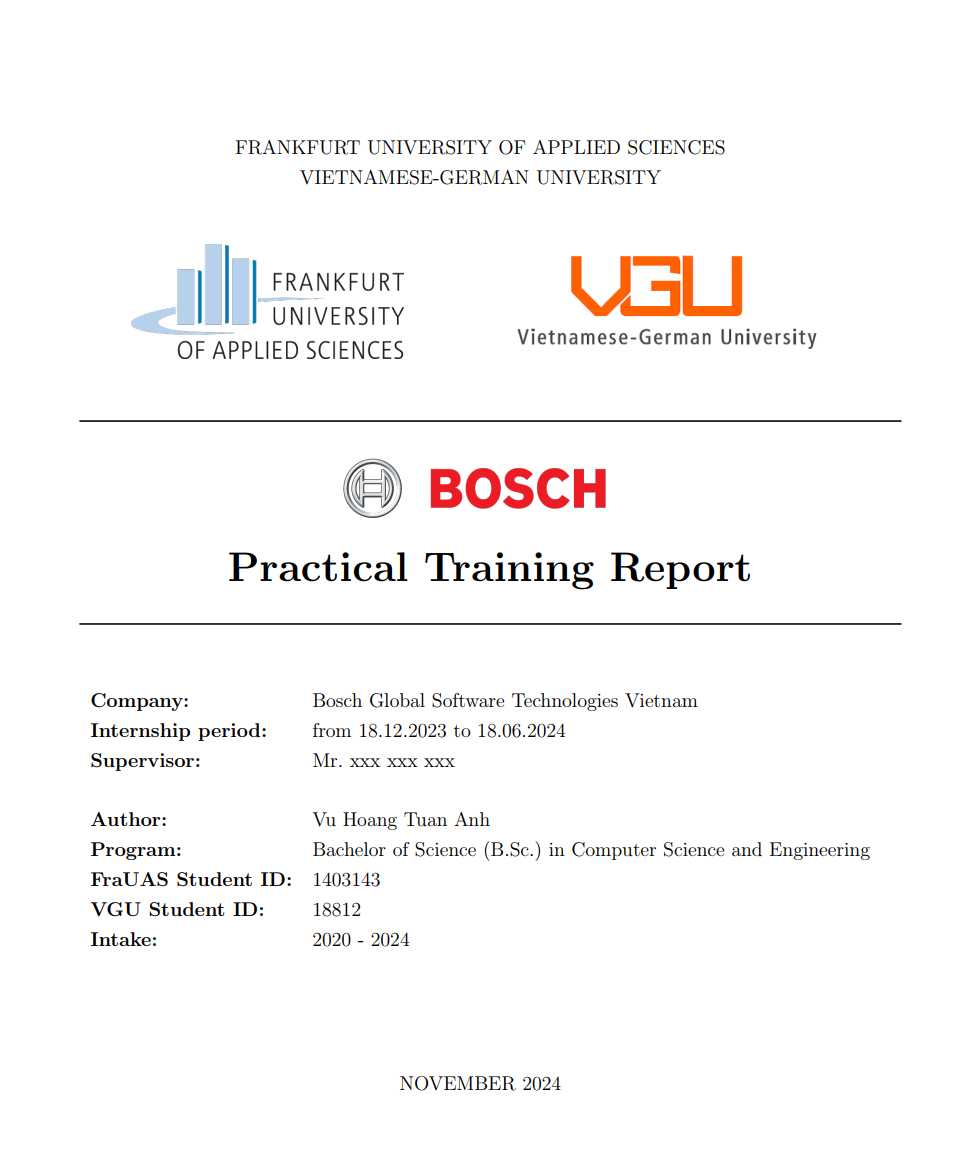 FRANKFURT UNIVERSITY OF APPLIED SCIENCES
VIETNAMESE-GERMAN UNIVERSITY
FRANKFURT
UNIVERSITY
OF APPLIED SCIENCES
VGU
Vietnamese-German University
BOSCH
Practical Training Report
Company: Bosch Global Software Technologies Vietnam
Internship period: from 18.12.2023 to 18.06.2024
Supervisor: Mr. xxx xxx xxx
Author: Vu Hoang Tuan Anh
Program: Bachelor of Science (B.Sc.) in Computer Science and Engineering
FraUAS Student ID: 1403143
VGU Student ID: 18812
Intake: 2020 - 2024
NOVEMBER 2024